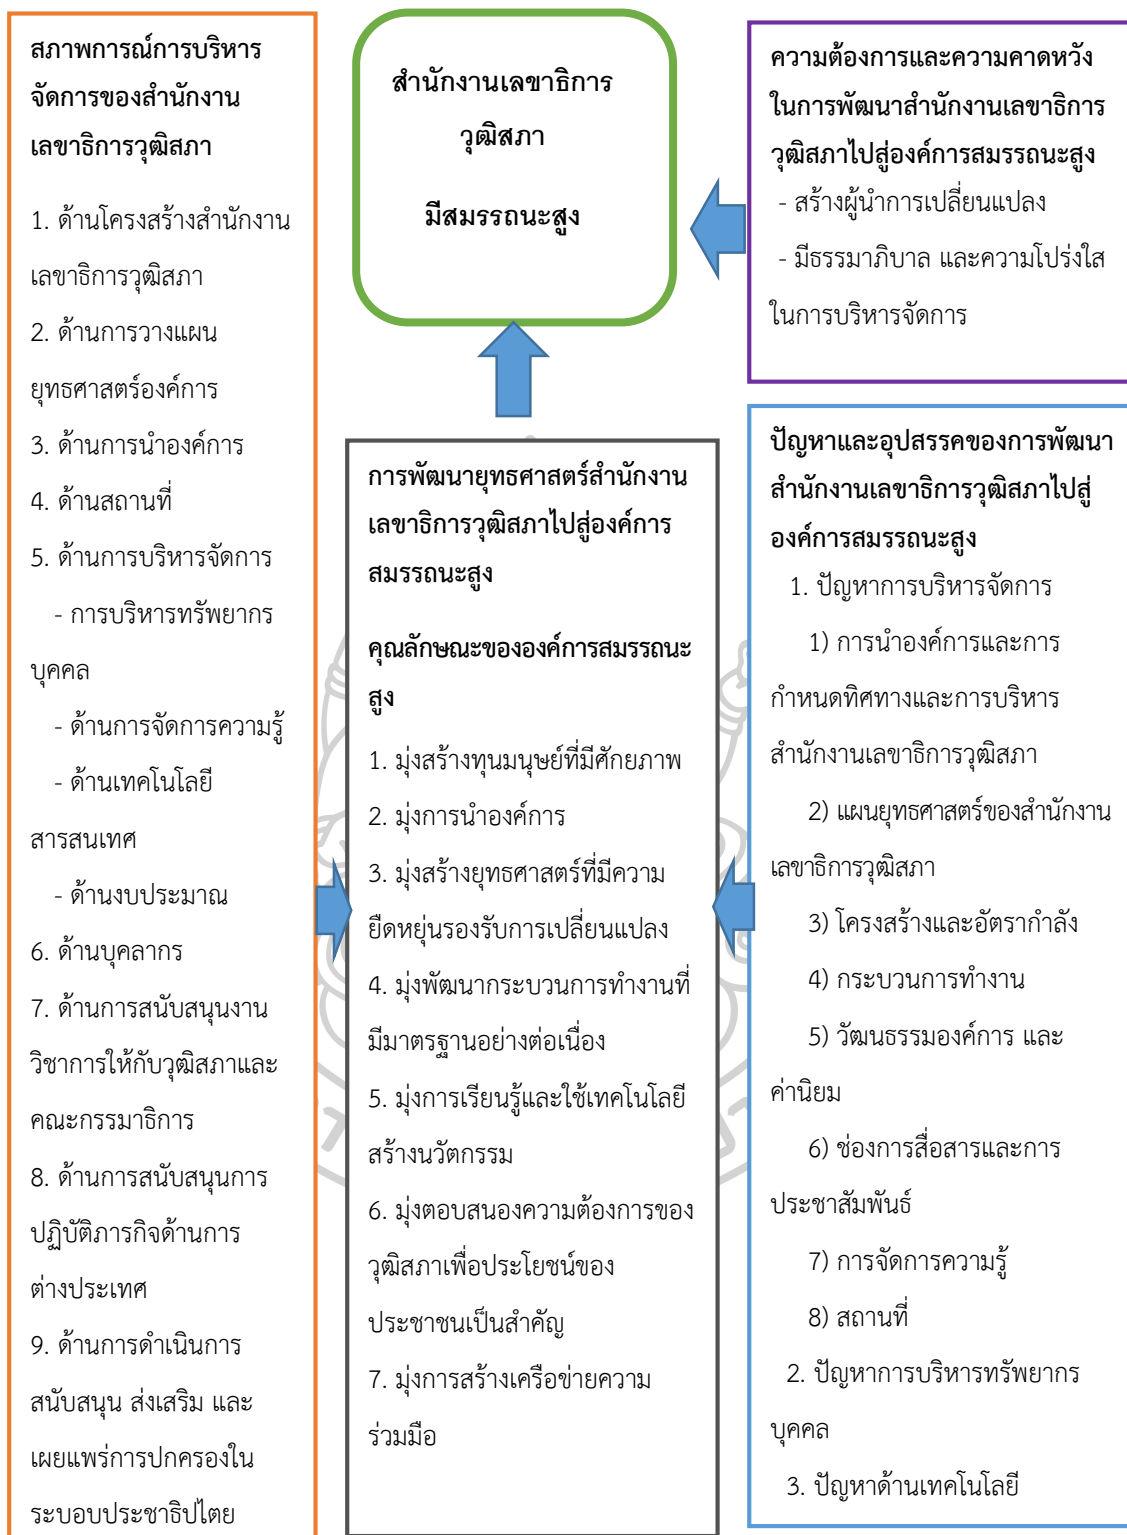 สภาพการณ์การบริหาร
จัดการของสำนักงาน
เลขาธิการวุฒิสภา
1. ด้านโครงสร้างสำนักงาน
เลขาธิการวุฒิสภา
2. ด้านการวางแผน
ยุทธศาสตร์องค์การ
3. ด้านการนำองค์การ
4. ด้านสถานที่
5. ด้านการบริหารจัดการ
- การบริหารทรัพยากร
บุคคล
- ด้านการจัดการความรู้
- ด้านเทคโนโลยี
สารสนเทศ
- ด้านงบประมาณ
6. ด้านบุคลากร
7. ด้านการสนับสนุนงาน
วิชาการให้กับวุฒิสภาและ
คณะกรรมาธิการ
8. ด้านการสนับสนุนการ
ปฏิบัติภารกิจด้านการ
ต่างประเทศ
9. ด้านการดำเนินการ
สนับสนุน ส่งเสริม และ
เผยแพร่การปกครองใน
ระบอบประชาธิปไตย
สำนักงานเลขาธิการ
วุฒิสภา
มีสมรรถนะสูง
การพัฒนายุทธศาสตร์สำนักงาน
เลขาธิการวุฒิสภาไปสู่องค์การ
สมรรถนะสูง
คุณลักษณะขององค์การสมรรถนะ
สูง
1. มุ่งสร้างทุนมนุษย์ที่มีศักยภาพ
2. มุ่งการนำองค์การ
3. มุ่งสร้างยุทธศาสตร์ที่มีความ
ยืดหยุ่นรองรับการเปลี่ยนแปลง
4. มุ่งพัฒนากระบวนการทำงานที่
มีมาตรฐานอย่างต่อเนื่อง
5. มุ่งการเรียนรู้และใช้เทคโนโลยี
สร้างนวัตกรรม
6. มุ่งตอบสนองความต้องการของ
วุฒิสภาเพื่อประโยชน์ของ
ประชาชนเป็นสำคัญ
7. มุ่งการสร้างเครือข่ายความ
ร่วมมือ
ความต้องการและความคาดหวัง
ในการพัฒนาสำนักงานเลขาธิการ
วุฒิสภาไปสู่องค์การสมรรถนะสูง
- สร้างผู้นำการเปลี่ยนแปลง
- มีธรรมาภิบาล และความโปร่งใส
ในการบริหารจัดการ
ปัญหาและอุปสรรคของการพัฒนา
สำนักงานเลขาธิการวุฒิสภาไปสู่
องค์การสมรรถนะสูง
1. ปัญหาการบริหารจัดการ
1) การนำองค์การและการ
กำหนดทิศทางและการบริหาร
สำนักงานเลขาธิการวุฒิสภา
2) แผนยุทธศาสตร์ของสำนักงาน
เลขาธิการวุฒิสภา
3) โครงสร้างและอัตรากำลัง
4) กระบวนการทำงาน
5) วัฒนธรรมองค์การ และ
ค่านิยม
6) ช่องการสื่อสารและการ
ประชาสัมพันธ์
7) การจัดการความรู้
8) สถานที่
2. ปัญหาการบริหารทรัพยากร
บุคคล
3. ปัญหาด้านเทคโนโลยี